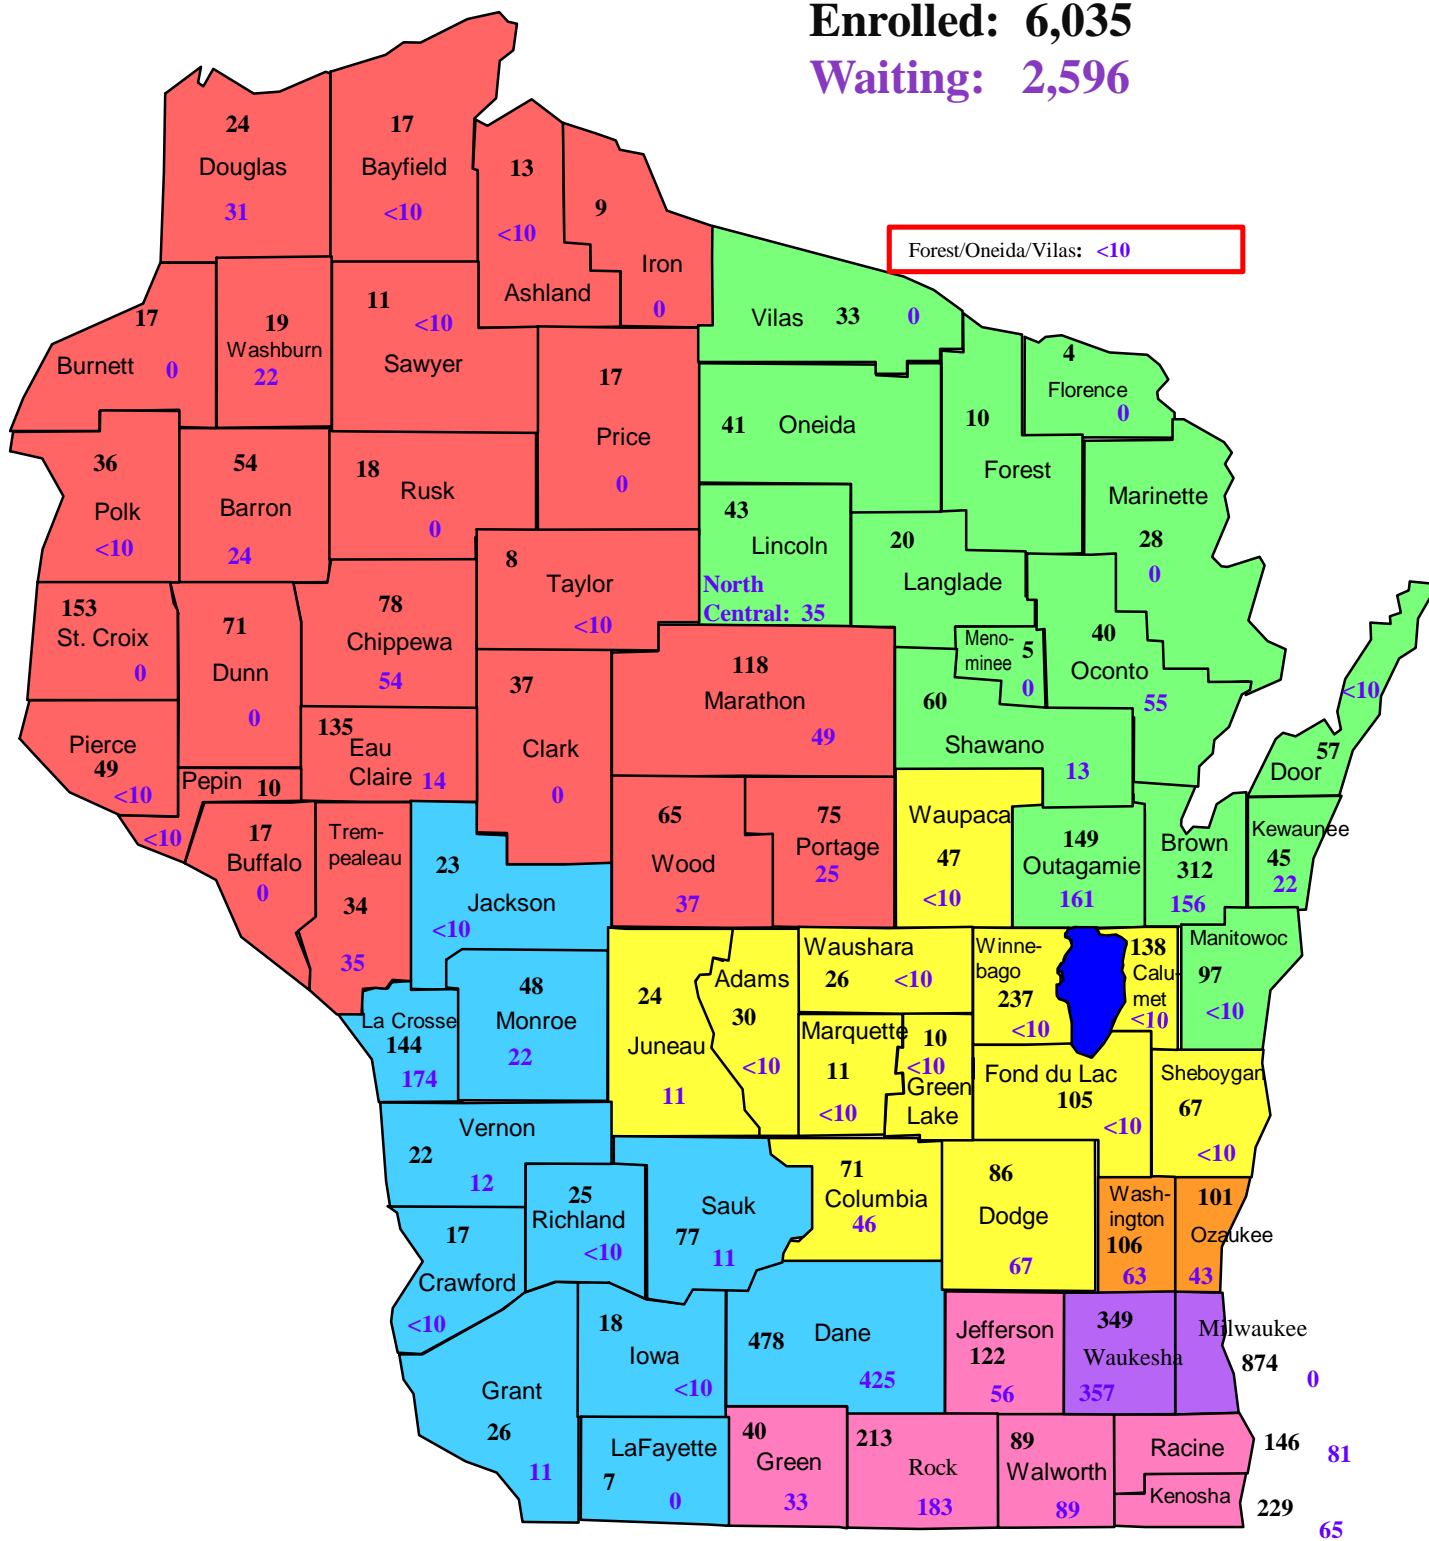 Enrolled: 6,035
Waiting: 2,596
24
Douglas
31
17
Bayfield
<10
13
<10
Ashland
9
Iron
0
Forest/Oneida/Vilas: <10
Vilas 33 0
17
Burnett 0
19
Washburn
22
11
<10
Sawyer
17
Price
0
41 Oneida
10
Forest
4
Florence
0
36
Polk
<10
54
Barron
24
18
Rusk
0
43
Lincoln
North
Central: 35
20
Langlade
Marinette
28
0
8
Taylor
<10
153
St. Croix
0
71
Dunn
0
78
Chippewa
54
37
Clark
0
118
Marathon
49
Meno-
minee
5
0
40
Oconto
55
60
Shawano
13
<10
57
Door
Pierce
49
<10
Pepin 10
<10
135
Eau
Claire 14
17
Buffalo
0
Trem-
pealeau
34
35
23
Jackson
<10
65
Wood
37
75
Portage
25
Waupaca
47
<10
149
Outagamie
161
Brown
312
156
Kewaunee
45
22
48
Monroe
22
La Crosse
144
174
24
Juneau
11
Adams
30
<10
Waushara
26 <10
Winne-
bago
237
<10
138
Calu-
met
<10
Manitowoc
97
<10
Marquette
11
<10
10
<10
Green
Lake
Fond du Lac
105
<10
Sheboygan
67
<10
Vernon
22
12
25
Richland
<10
Sauk
77
11
71
Columbia
46
86
Dodge
67
Wash-
ington
106
63
101
Ozaukee
43
17
Crawford
<10
Grant
26
11
18
Iowa
<10
478 Dane
425
Jefferson
122
56
349
Waukesha
357
Milwaukee
874
0
LaFayette
7
0
40
Green
33
213
Rock
183
89
Walworth
89
Racine 146
81
Kenosha 229
65